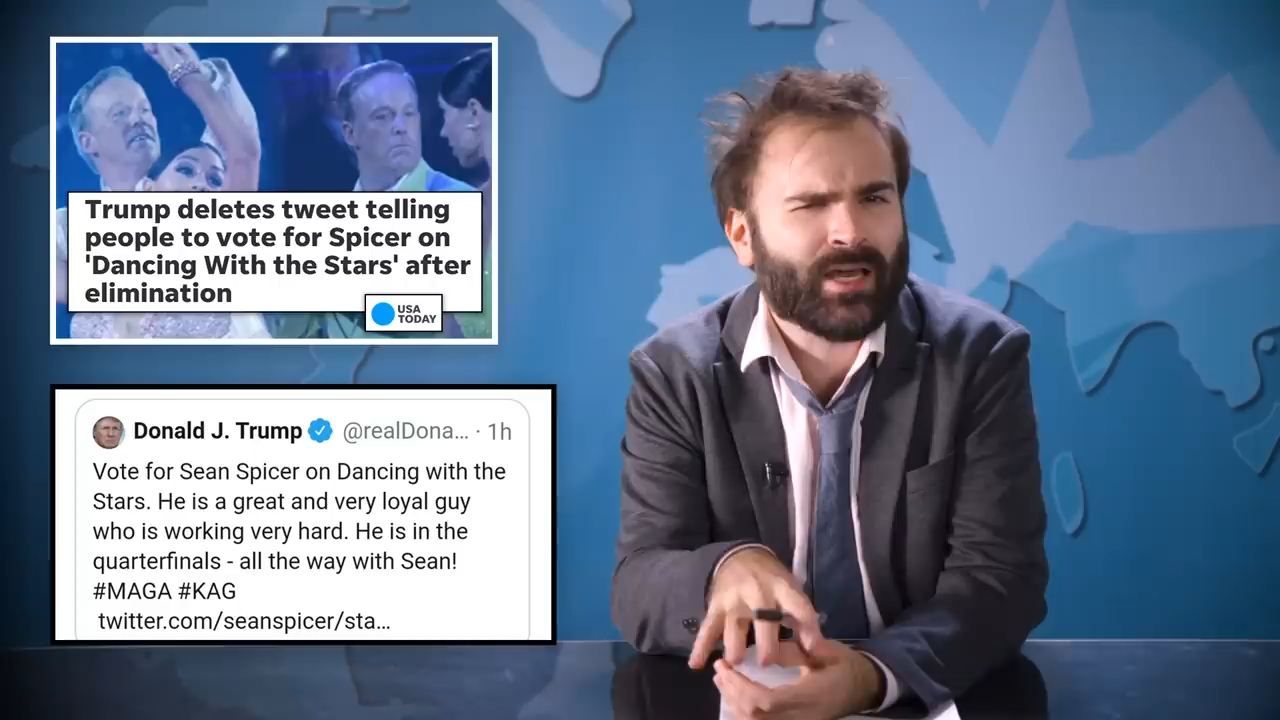 Trump deletes tweet telling
people to vote for Spicer on
'Dancing With the Stars' after
elimination
USA
TODAY
Donald J. Trump @realDona... · 1h
Vote for Sean Spicer on Dancing with the
Stars. He is a great and very loyal guy
who is working very hard. He is in the
quarterfinals - all the way with Sean!
#MAGA #KAG
twitter.com/seanspicer/sta...